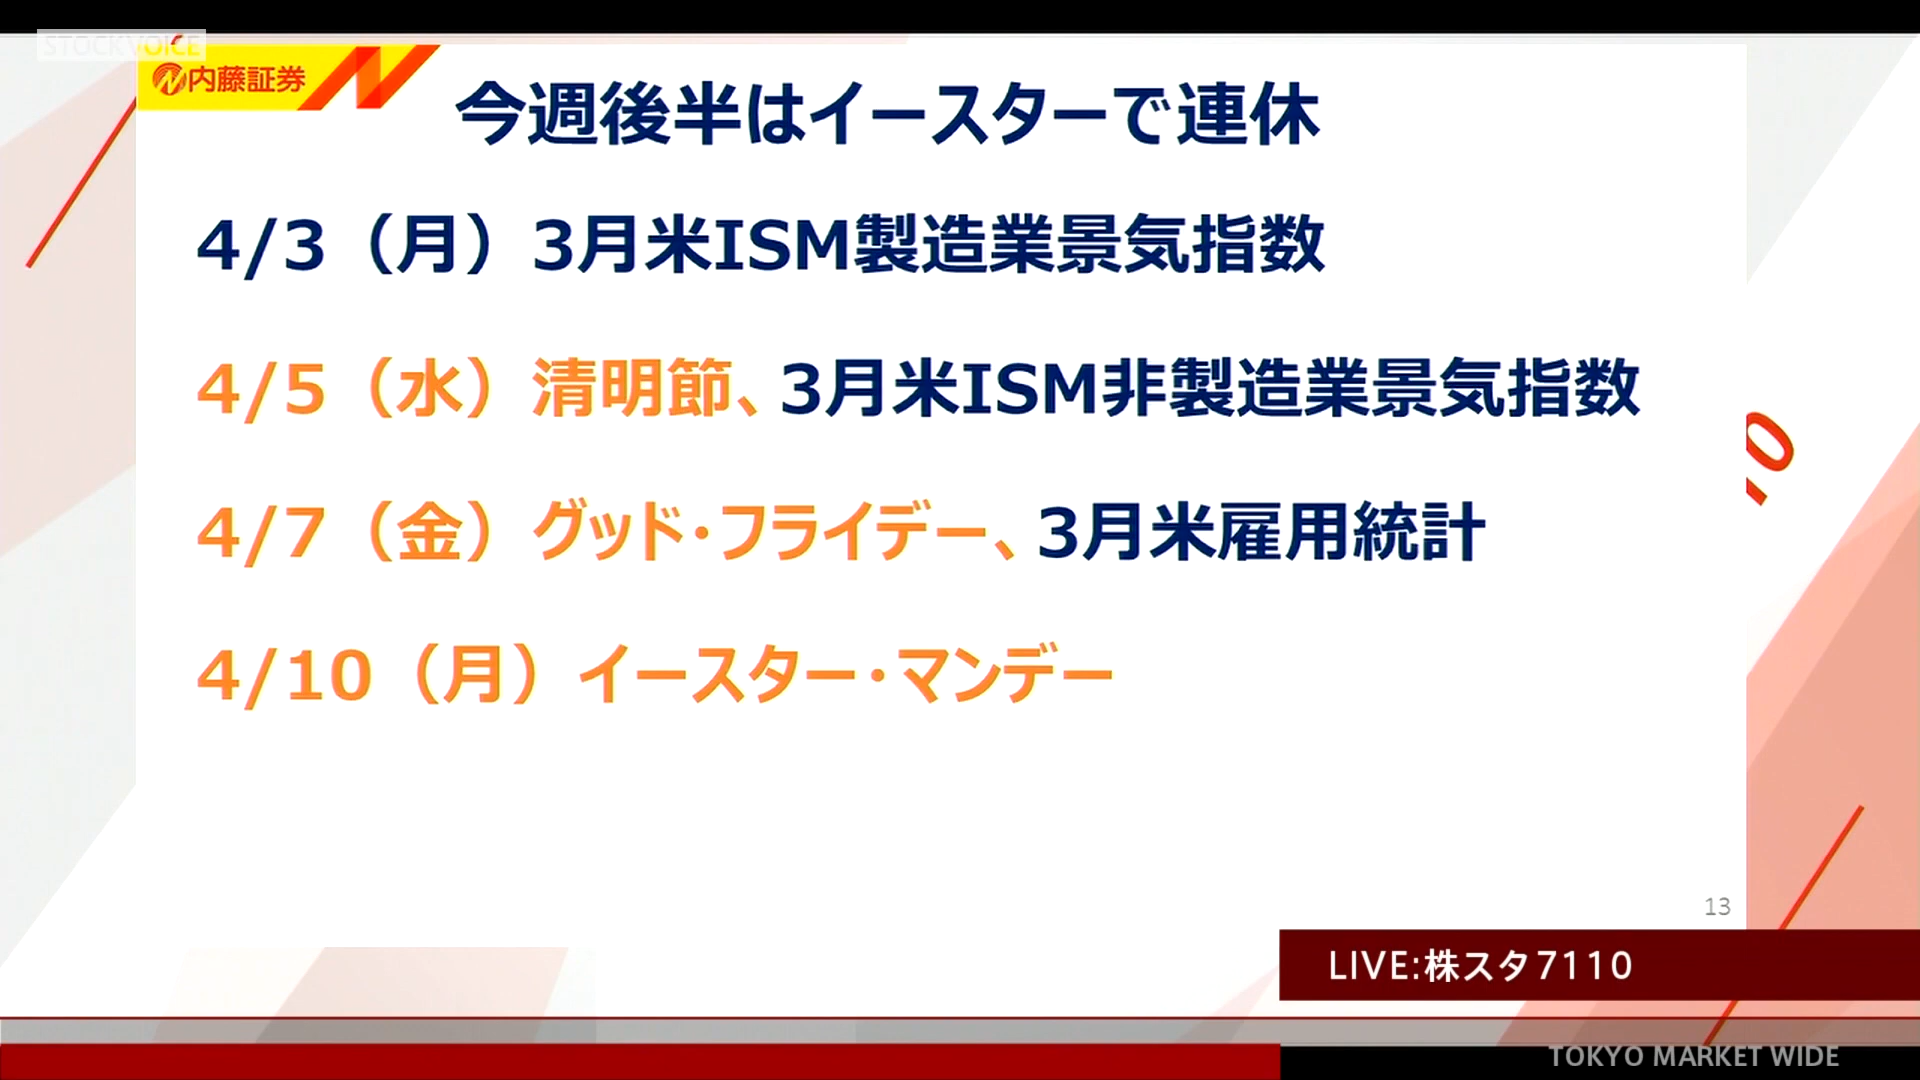 STOCKVOICE
内藤証券
今週後半はイースターで連休
4/3（月）3月米ISM製造業景気指数
4/5（水）清明節、3月米ISM非製造業景気指数
4/7（金）グッド・フライデー、3月米雇用統計
4/10（月）イースター・マンデー
10
13
LIVE:株スタ7110
TOKYO MARKET WIDE